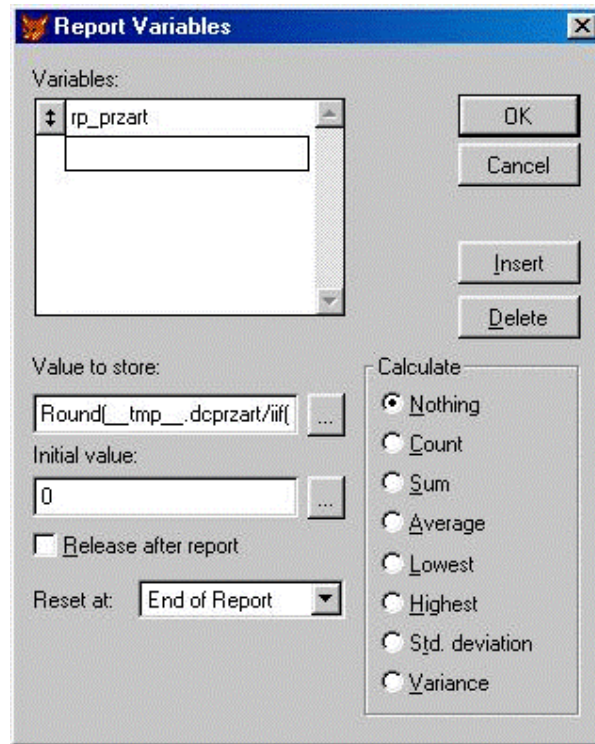 Report Variables
Variables:
rp_przart
OK
Cancel
Insert
Delete
Value to store:
Round(__tmp__.dcprzart/iif(
...
Initial value:
0
...
Release after report
Reset at: End of Report
Calculate
Nothing
Count
Sum
Average
Lowest
Highest
Std. deviation
Variance